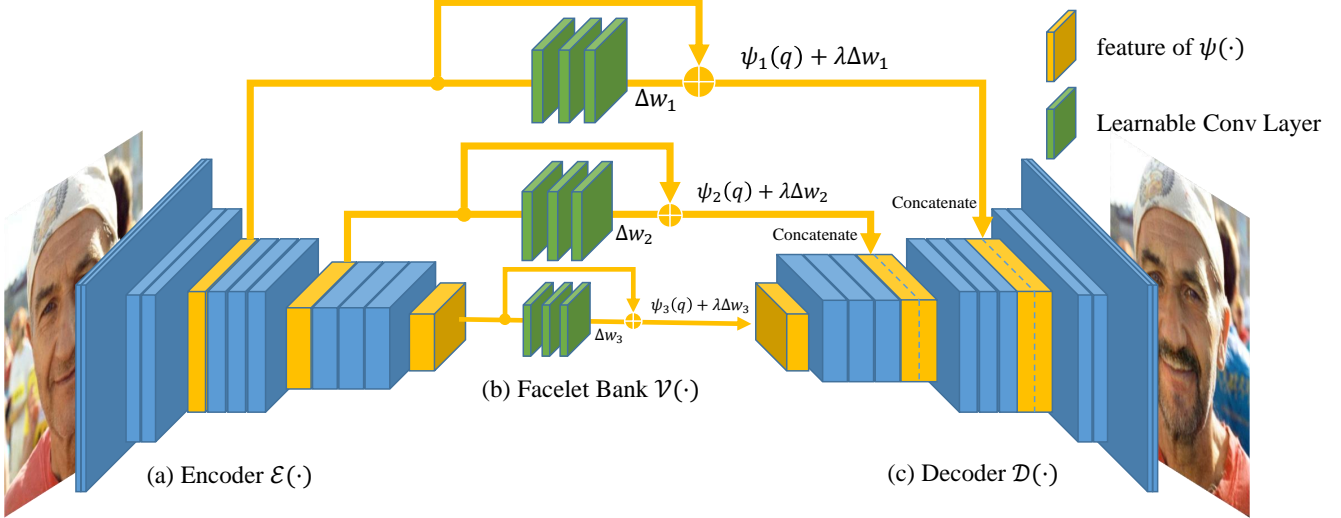 ψ₁(q) + λΔw₁
feature of ψ(·)
Δw₁
Learnable Conv Layer
ψ₂(q) + λΔw₂
Concatenate
Δw₂
Concatenate
ψ₃(q) + λΔw₃
Δw₃
(b) Facelet Bank 𝒱(·)
(a) Encoder ℰ(·)
(c) Decoder 𝒟(·)